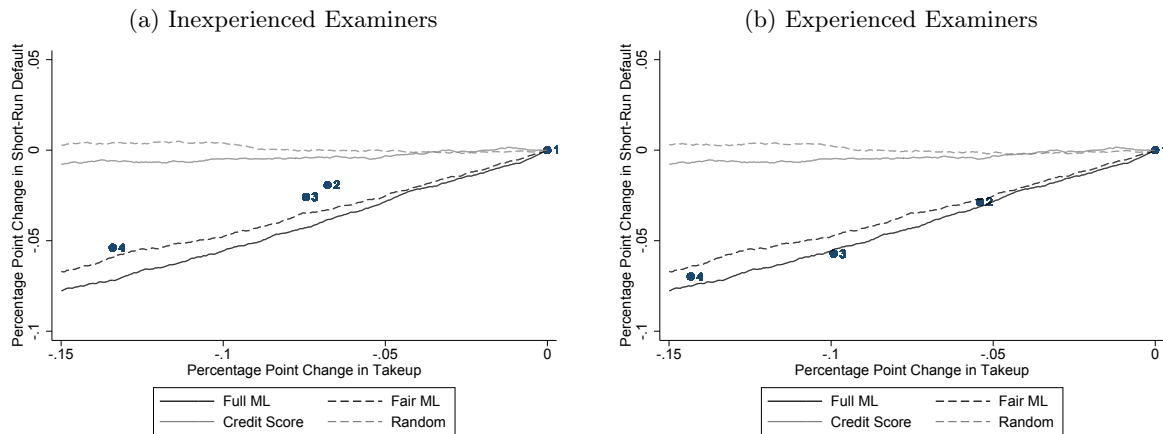 (a) Inexperienced Examiners
Percentage Point Change in Short-Run Default
.05
0
-.05
-.1
1
2
3
4
-.15
-.1
-.05
0
Percentage Point Change in Takeup
Full ML
Fair ML
Credit Score
Random
(b) Experienced Examiners
Percentage Point Change in Short-Run Default
.05
0
-.05
-.1
1
2
3
4
-.15
-.1
-.05
0
Percentage Point Change in Takeup
Full ML
Fair ML
Credit Score
Random